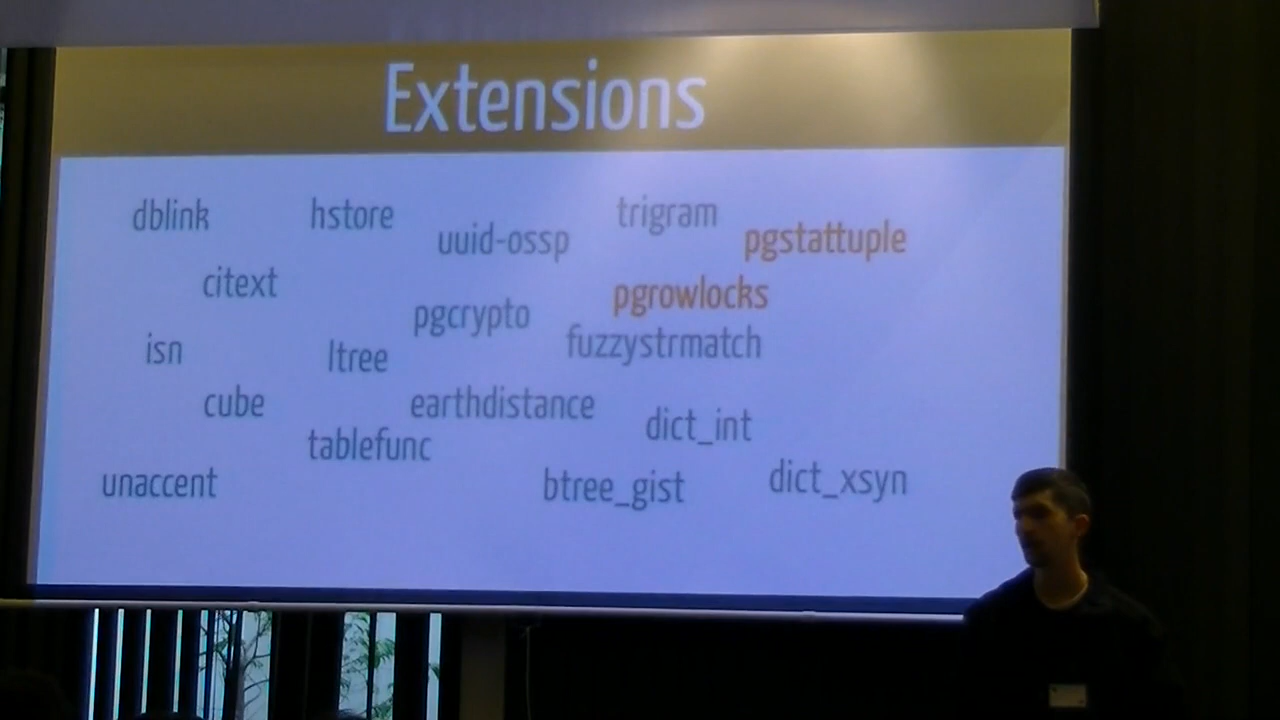 Extensions
dblink hstore trigram
uuid-ossp pgstattuple
citext pgrowlocks
pgcrypto
isn ltree fuzzystrmatch
cube earthdistance dict_int
tablefunc
unaccent btree_gist dict_xsyn